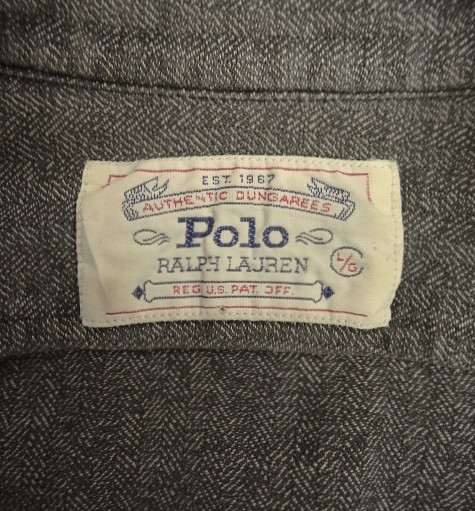 EST. 1967
AUTHENTIC DUNGAREES
Polo
RALPH LAUREN
L/G
REG. U.S. PAT. OFF.